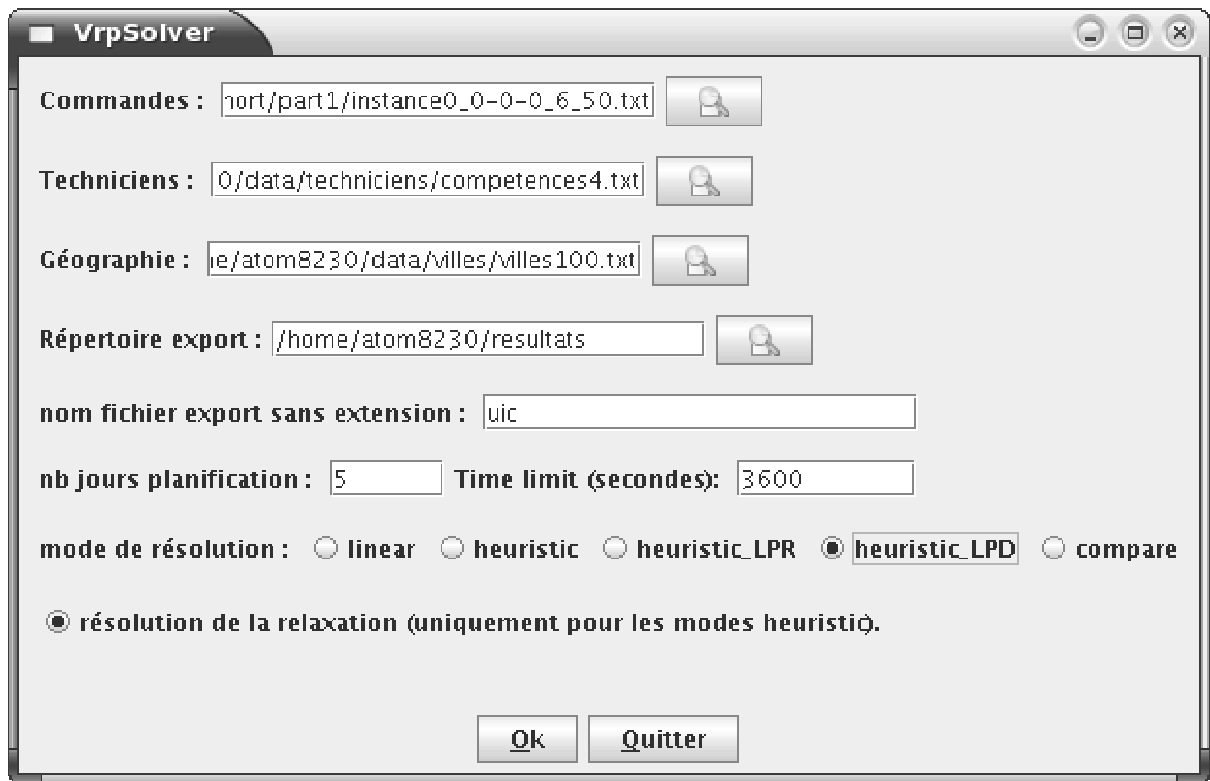 VrpSolver
Commandes : hort/part1/instance0_0-0-0_6_50.txt
Techniciens : 0/data/techniciens/competences4.txt
Géographie : ie/atom8230/data/villes/villes100.txt
Répertoire export : /home/atom8230/resultats
nom fichier export sans extension : uic
nb jours planification : 5 Time limit (secondes): 3600
mode de résolution : linear heuristic heuristic_LPR heuristic_LPD compare
résolution de la relaxation (uniquement pour les modes heuristic).
Ok Quitter